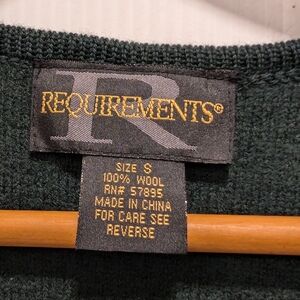 R
REQUIREMENTS®
SIZE S
100% WOOL
RN# 57895
MADE IN CHINA
FOR CARE SEE
REVERSE